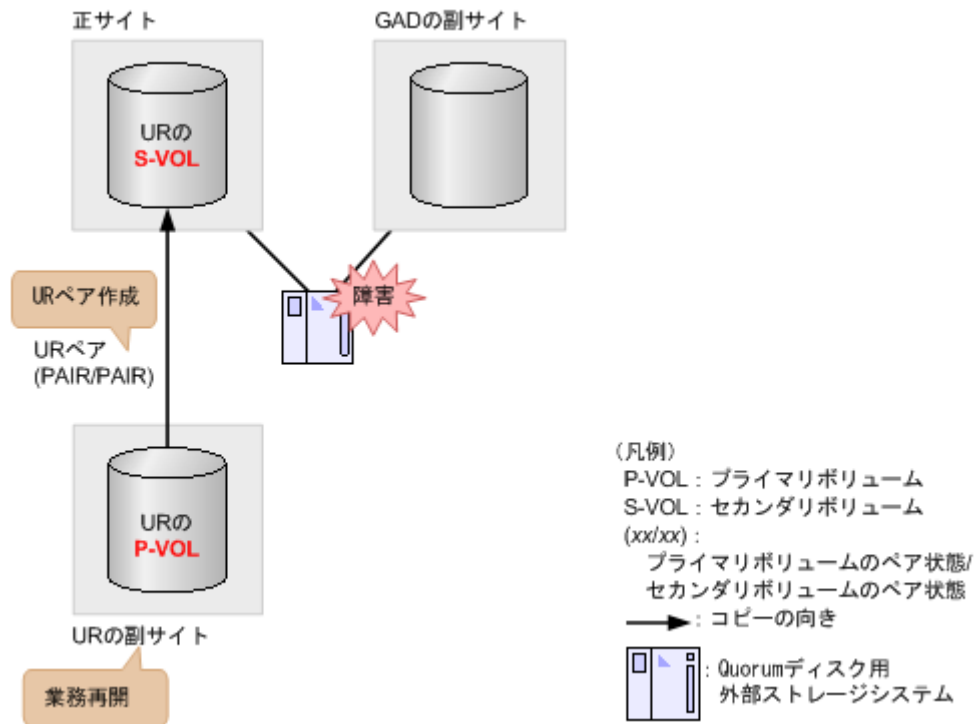 正サイト
GADの副サイト
URの
S-VOL
URペア作成
障害
URペア
(PAIR/PAIR)
URの
P-VOL
URの副サイト
業務再開
（凡例）
P-VOL：プライマリボリューム
S-VOL：セカンダリボリューム
(xx/xx)：
プライマリボリュームのペア状態/
セカンダリボリュームのペア状態
：コピーの向き
：Quorumディスク用
外部ストレージシステム